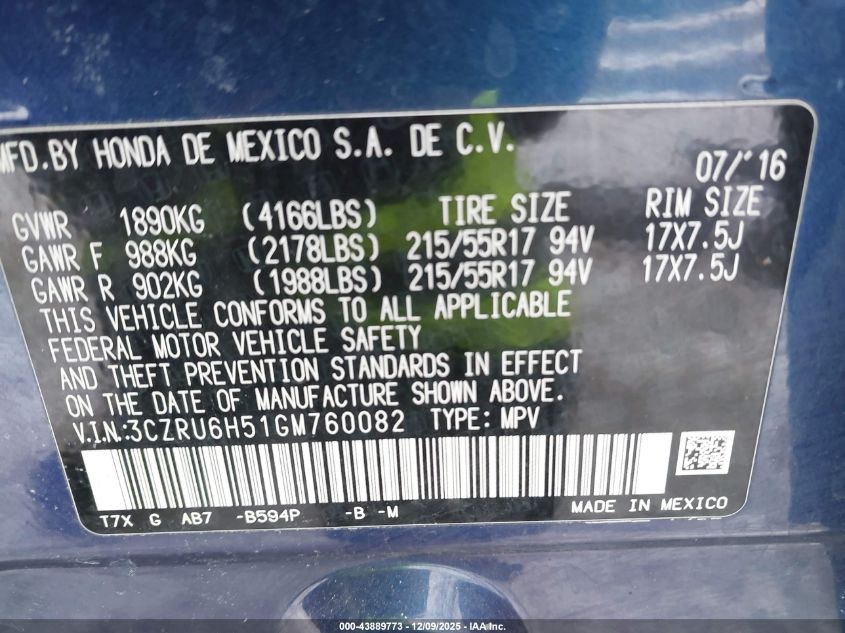 MFD.BY HONDA DE MEXICO S.A. DE C.V.
07/'16
GVWR 1890KG (4166LBS) TIRE SIZE RIM SIZE
GAWR F 988KG (2178LBS) 215/55R17 94V 17X7.5J
GAWR R 902KG (1988LBS) 215/55R17 94V 17X7.5J
THIS VEHICLE CONFORMS TO ALL APPLICABLE
FEDERAL MOTOR VEHICLE SAFETY
AND THEFT PREVENTION STANDARDS IN EFFECT
ON THE DATE OF MANUFACTURE SHOWN ABOVE.
V.I.N.:3CZRU6H51GM760082 TYPE: MPV
T7X G AB7 -B594P -B -M MADE IN MEXICO
000-43889773 - 12/09/2025 - IAA Inc.